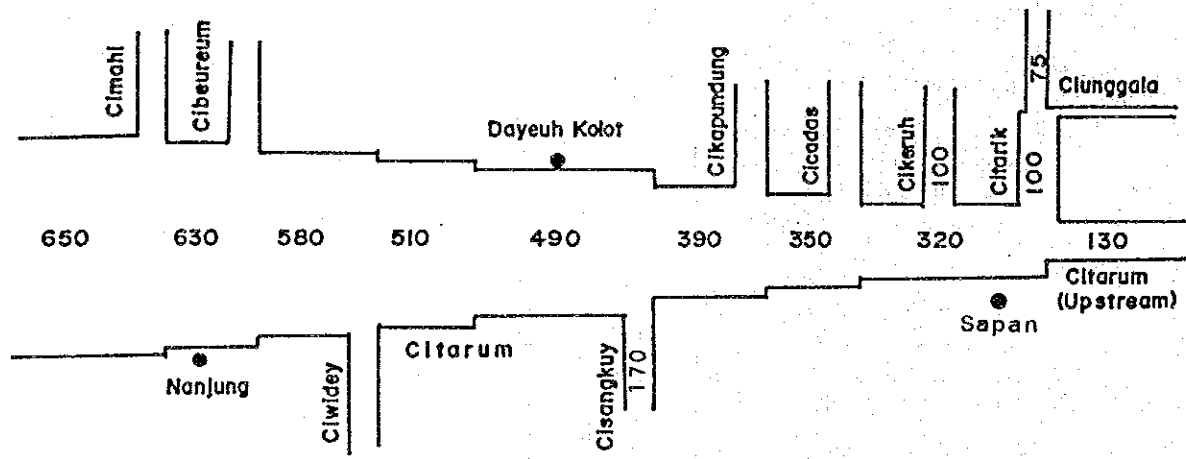 Cimahi
Cibeureum
Dayeuh Kolot
Cikapundung
Cicadas
Cikeruh
100
Citarik
100
75
Ciunggala
650
630
580
510
490
390
350
320
130
Citarum
(Upstream)
Sapan
Nanjung
Ciwidey
Citarum
Cisangkuy
170